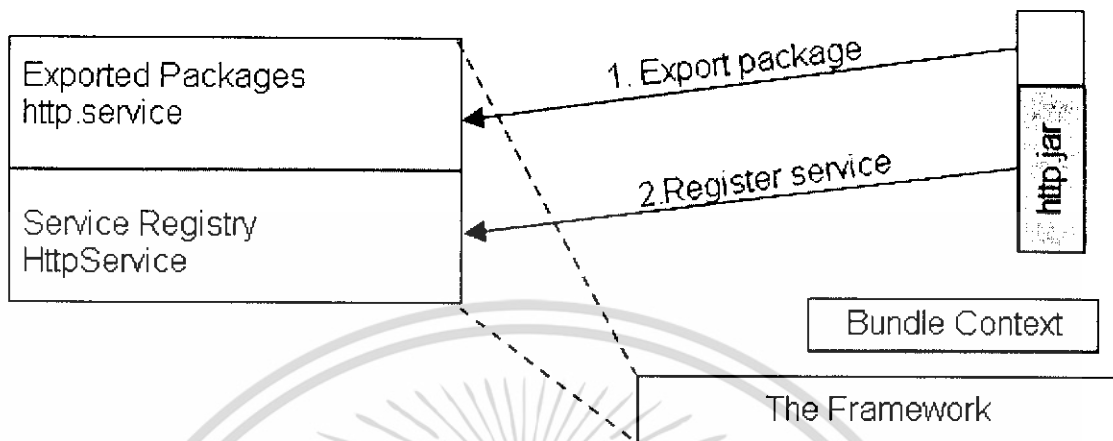 Exported Packages
http.service
Service Registry
HttpService
1. Export package
2.Register service
http.jar
Bundle Context
The Framework